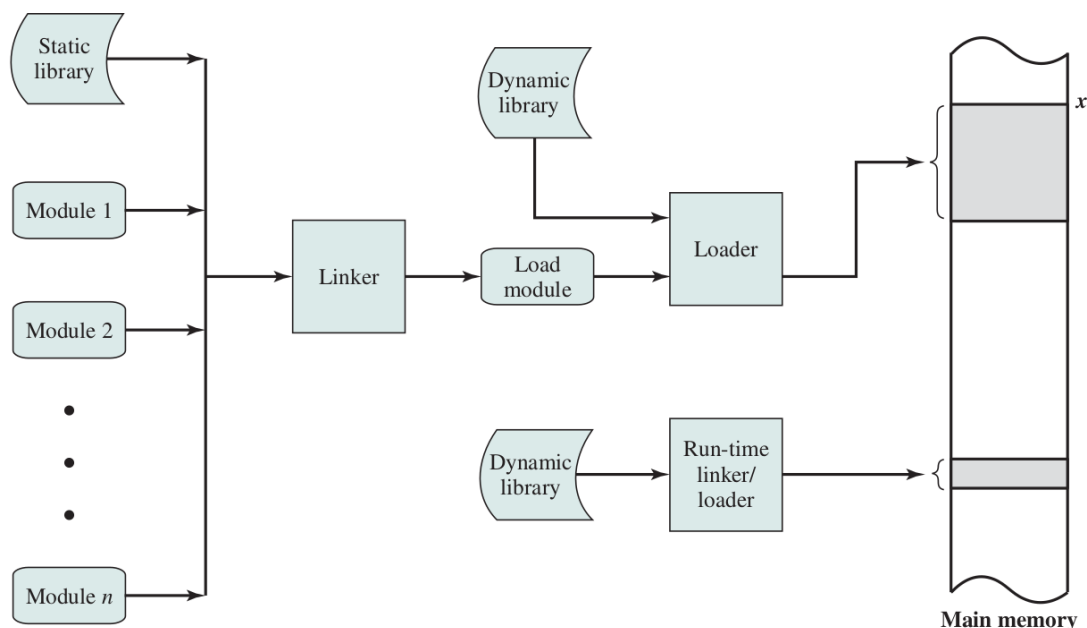 Static
library
Dynamic
library
x
Module 1
Linker
Load
module
Loader
Module 2
Dynamic
library
Run-time
linker/
loader
Module n
Main memory